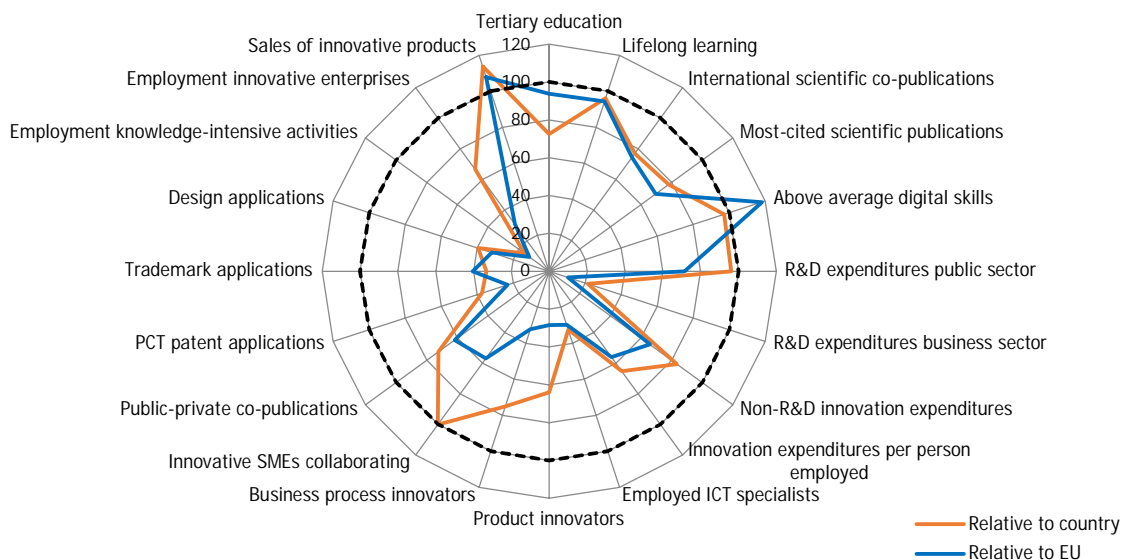 Tertiary education
Sales of innovative products
Lifelong learning
Employment innovative enterprises
International scientific co-publications
Employment knowledge-intensive activities
Most-cited scientific publications
Design applications
Above average digital skills
Trademark applications
R&D expenditures public sector
PCT patent applications
R&D expenditures business sector
Public-private co-publications
Non-R&D innovation expenditures
Innovative SMEs collaborating
Innovation expenditures per person
employed
Business process innovators
Employed ICT specialists
Product innovators
120
100
80
60
40
20
0
Relative to country
Relative to EU